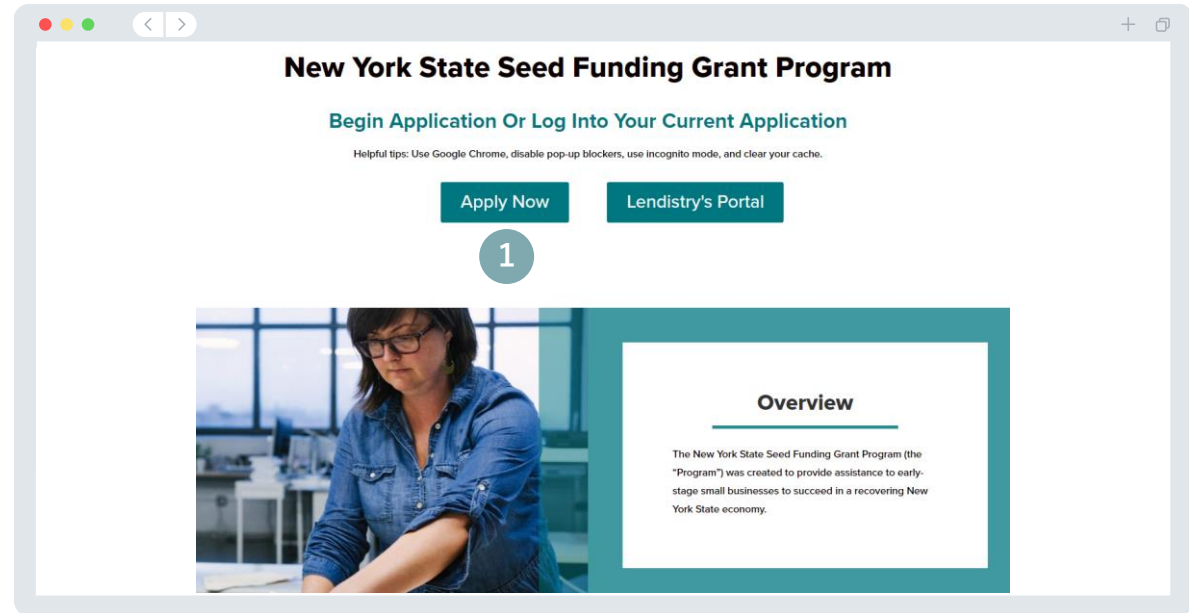 New York State Seed Funding Grant Program
Begin Application Or Log Into Your Current Application
Helpful tips: Use Google Chrome, disable pop-up blockers, use incognito mode, and clear your cache.
Apply Now
Lendistry's Portal
1
Overview
The New York State Seed Funding Grant Program (the
"Program") was created to provide assistance to early-
stage small businesses to succeed in a recovering New
York State economy.